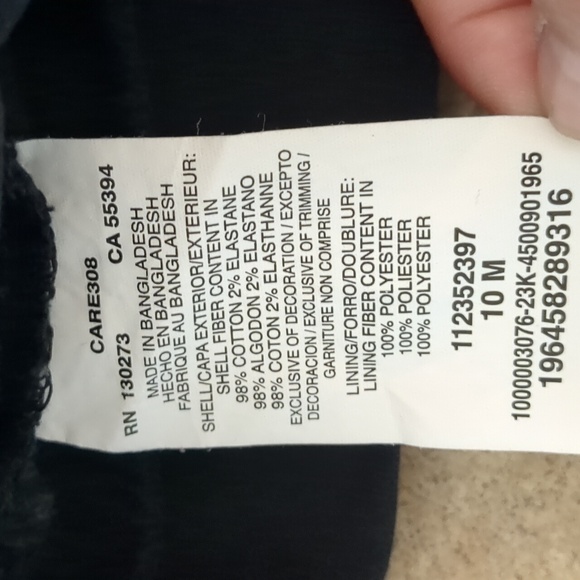 CARE308
RN 130273 CA 55394
MADE IN BANGLADESH
HECHO EN BANGLADESH
FABRIQUE AU BANGLADESH
SHELL/CAPA EXTERIOR/EXTERIEUR:
SHELL FIBER CONTENT IN
98% COTTON 2% ELASTANE
98% ALGODON 2% ELASTANO
98% COTON 2% ELASTHANNE
EXCLUSIVE OF DECORATION / EXCEPTO
DECORACION / EXCLUSIVE OF TRIMMING /
GARNITURE NON COMPRISE
LINING/FORRO/DOUBLURE:
LINING FIBER CONTENT IN
100% POLYESTER
100% POLIESTER
100% POLYESTER
112352397
10 M
1000003076-23K-4500901965
196458289316